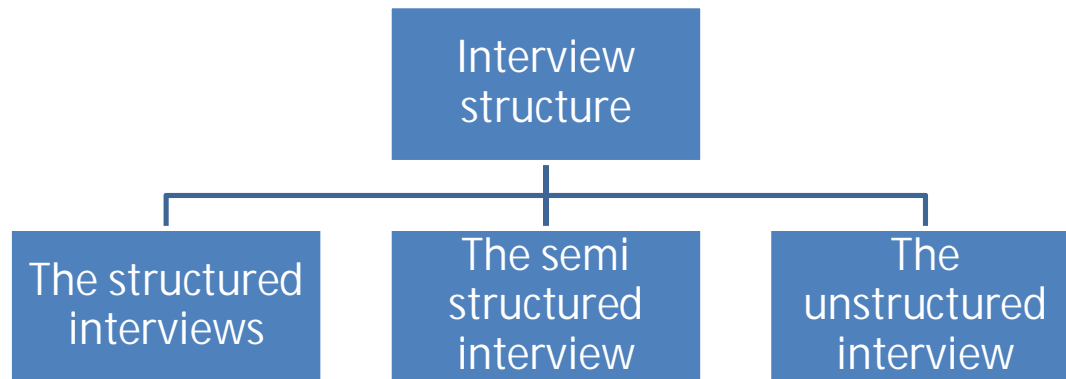 Interview
structure
The structured
interviews
The semi
structured
interview
The
unstructured
interview